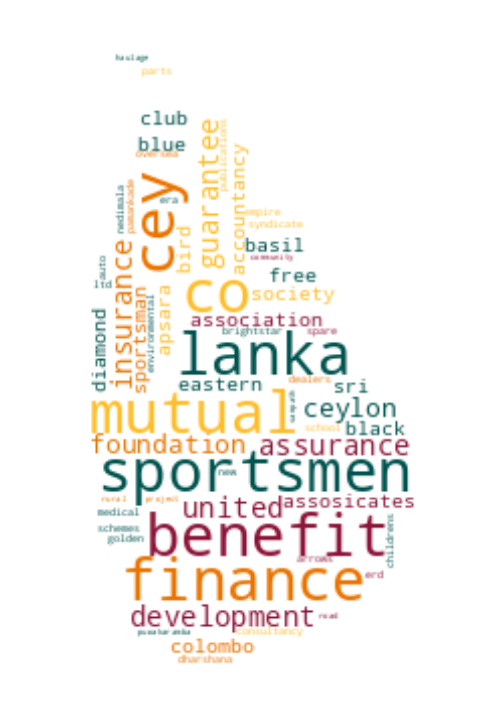 haulage
parts
club
blue
oversea
cey
era
guarantee
publications
accountancy
bird
nedimala
pamankade
empire
syndicate
basil
community
free
auto
ltd
insurance
sportsman
environmental
apsara
diamond
co
society
association
brightstar
spare
lanka
eastern
dealers
sri
mutual
ceylon
school
black
foundation
assurance
sportsmen
new
rural
project
united
assosicates
medical
benefit
schemes
golden
childrens
arrows
finance
erd
development
road
consultancy
colombo
dharshana